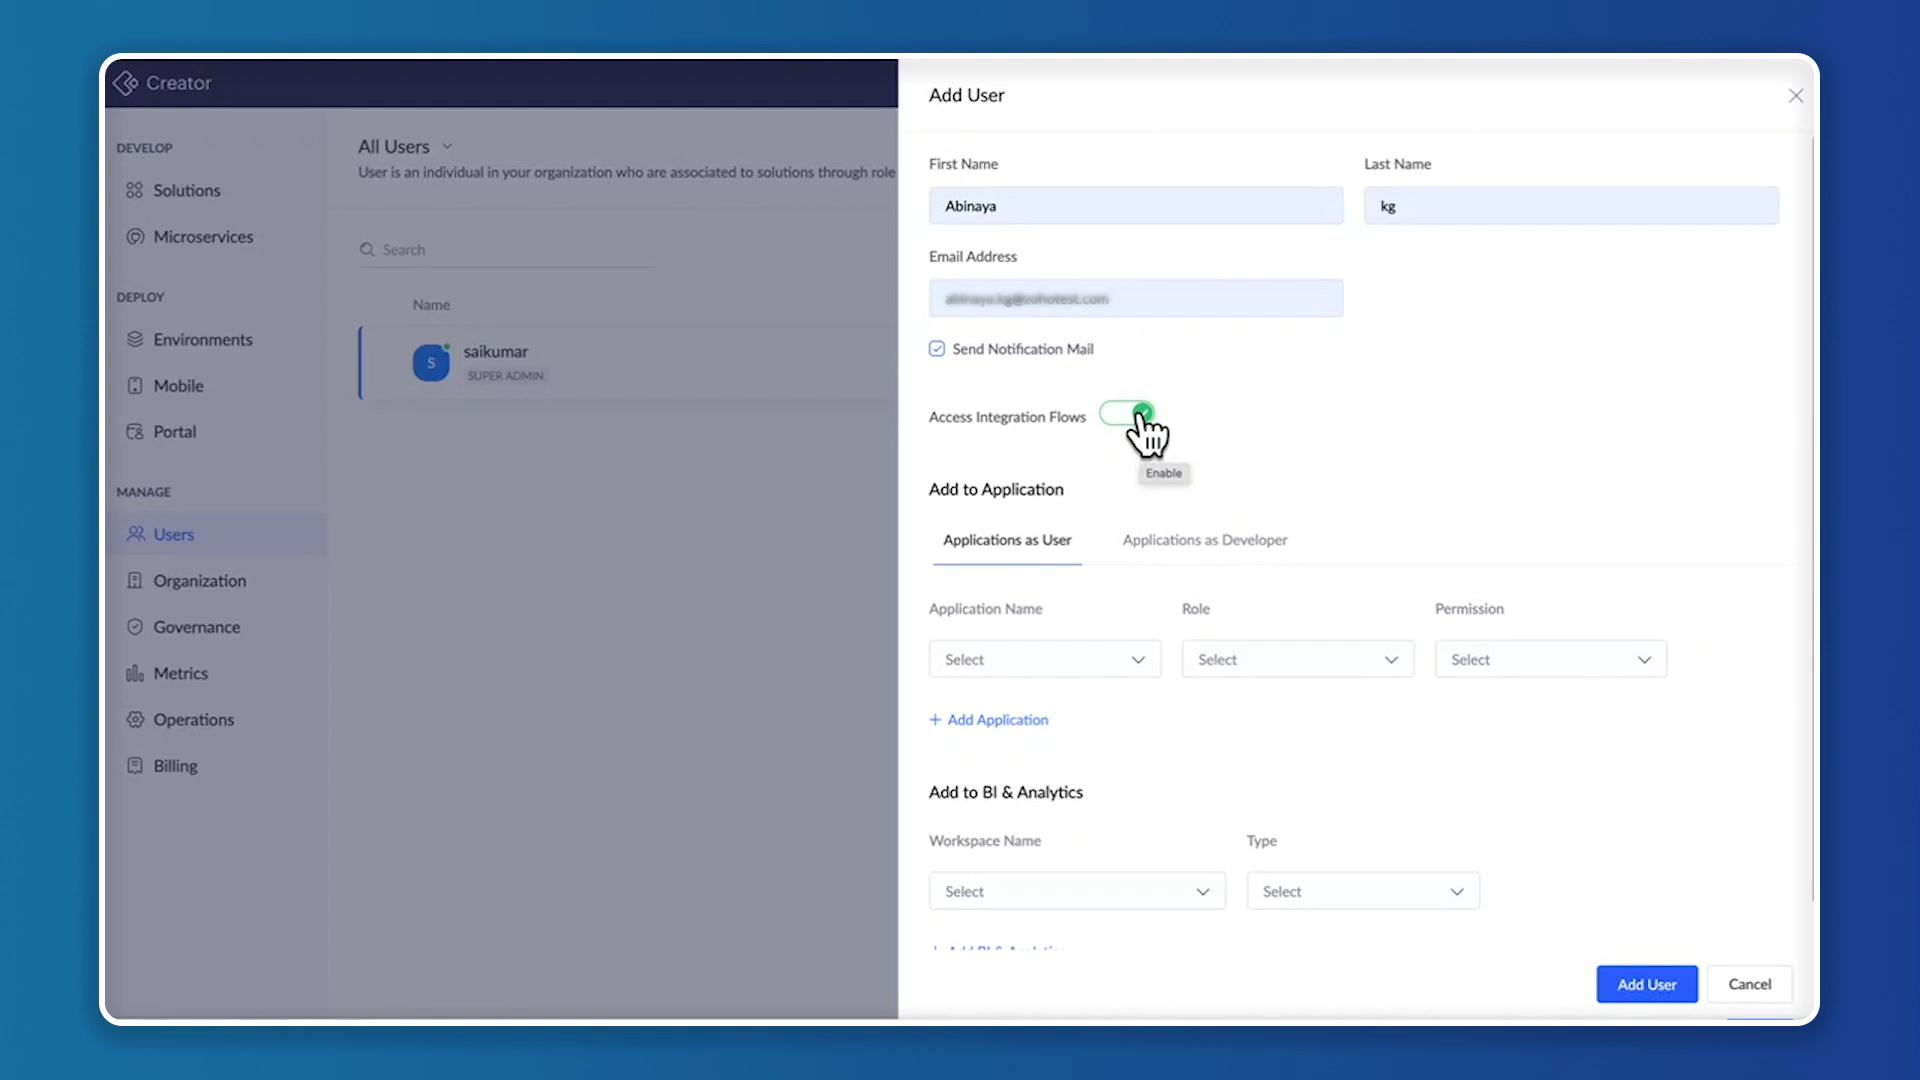 Creator
DEVELOP
Solutions
Microservices
DEPLOY
Environments
Mobile
Portal
MANAGE
Users
Organization
Governance
Metrics
Operations
Billing
All Users
User is an individual in your organization who are associated to solutions through role
Search
Name
S
saikumar
SUPER ADMIN
Add User
First Name
Last Name
Abinaya
kg
Email Address
Send Notification Mail
Access Integration Flows
Enable
Add to Application
Applications as User
Applications as Developer
Application Name
Role
Permission
Select
Select
Select
+ Add Application
Add to BI & Analytics
Workspace Name
Type
Select
Select
Add User
Cancel